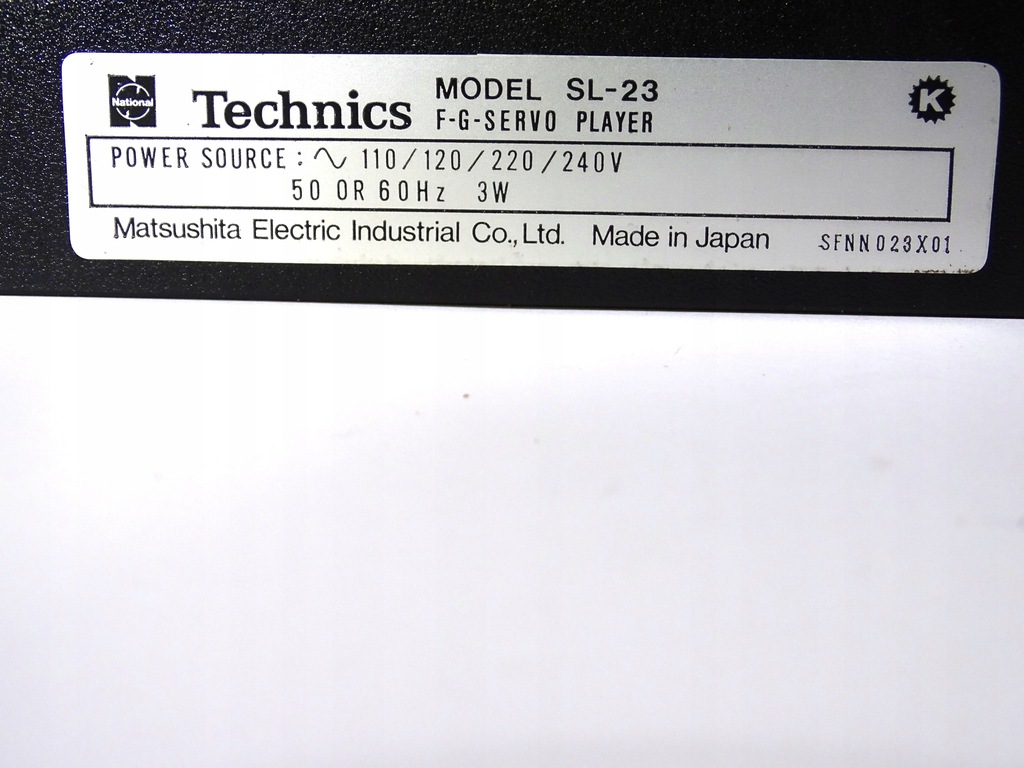 National Technics MODEL SL-23 K
F-G-SERVO PLAYER
POWER SOURCE : ∿ 110/120/220/240V
50 OR 60Hz 3W
Matsushita Electric Industrial Co., Ltd. Made in Japan SFNN023X01